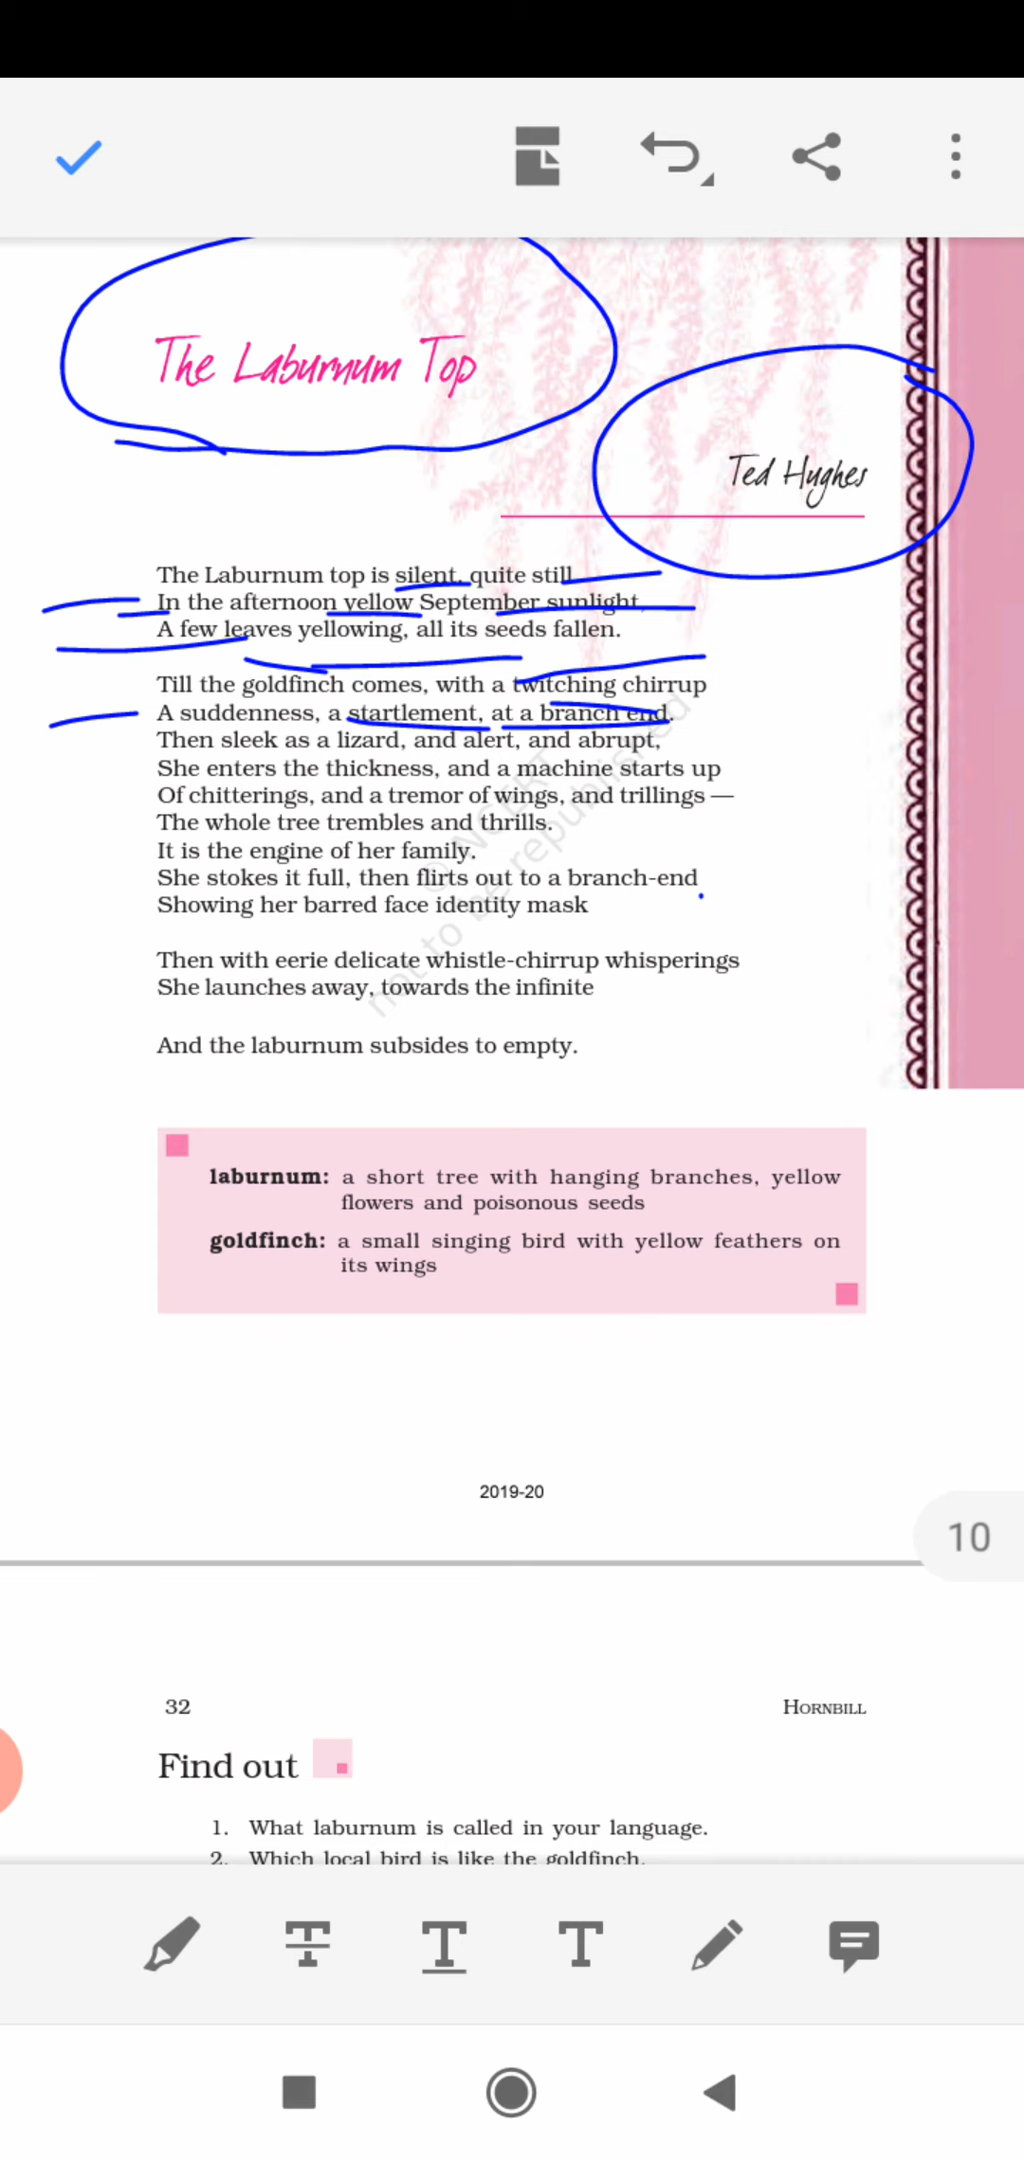 The Laburnum Top
Ted Hughes
The Laburnum top is silent, quite still
In the afternoon yellow September sunlight,
A few leaves yellowing, all its seeds fallen.
Till the goldfinch comes, with a twitching chirrup
A suddenness, a startlement, at a branch end.
Then sleek as a lizard, and alert, and abrupt,
She enters the thickness, and a machine starts up
Of chitterings, and a tremor of wings, and trillings —
The whole tree trembles and thrills.
It is the engine of her family.
She stokes it full, then flirts out to a branch-end
Showing her barred face identity mask
Then with eerie delicate whistle-chirrup whisperings
She launches away, towards the infinite
And the laburnum subsides to empty.
© NCERT
not to be republished
laburnum: a short tree with hanging branches, yellow
flowers and poisonous seeds
goldfinch: a small singing bird with yellow feathers on
its wings
2019-20
10
32 HORNBILL
Find out
1. What laburnum is called in your language.
2. Which local bird is like the goldfinch.